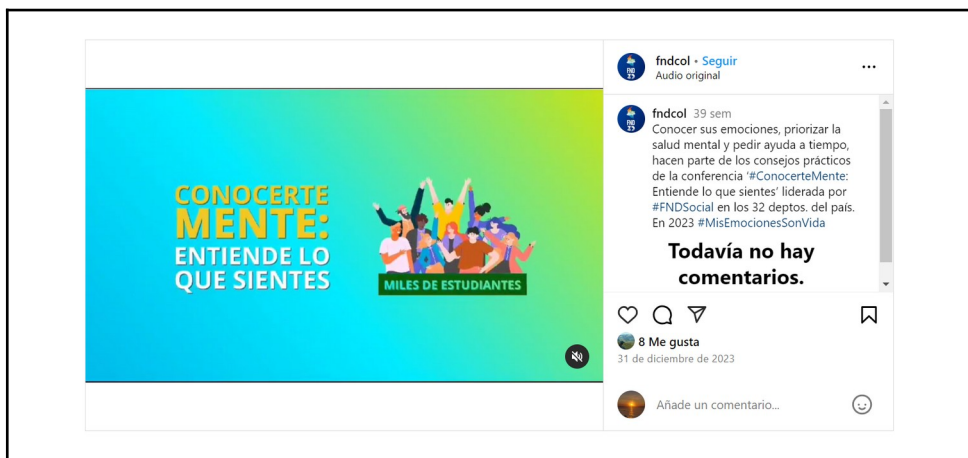 CONOCERTE
MENTE:
ENTIENDE LO
QUE SIENTES
MILES DE ESTUDIANTES
fndcol • Seguir
Audio original
fndcol 39 sem
Conocer sus emociones, priorizar la
salud mental y pedir ayuda a tiempo,
hacen parte de los consejos prácticos
de la conferencia '#ConocerteMente:
Entiende lo que sientes' liderada por
#FNDSocial en los 32 deptos. del país.
En 2023 #MisEmocionesSonVida
Todavía no hay
comentarios.
8 Me gusta
31 de diciembre de 2023
Añade un comentario...